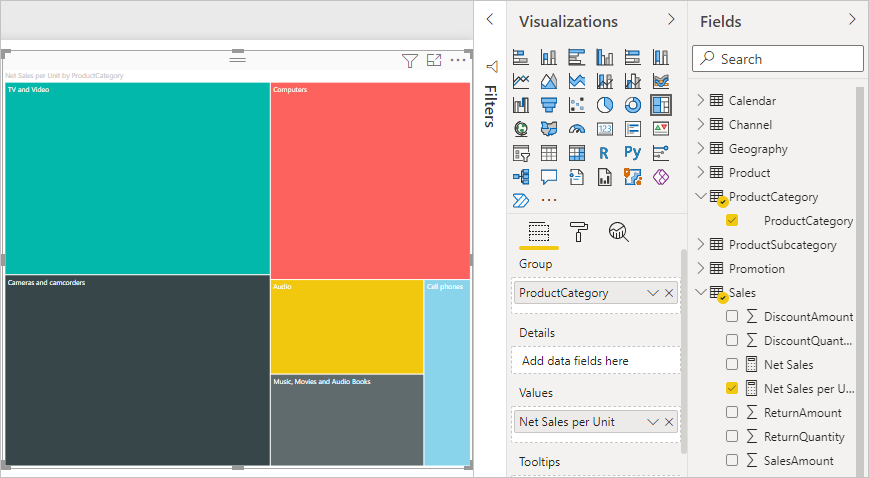 Net Sales per Unit by ProductCategory
TV and Video
Computers
Cameras and camcorders
Audio
Cell phones
Music, Movies and Audio Books
Filters
Visualizations
123
R
Py
Group
ProductCategory
Details
Add data fields here
Values
Net Sales per Unit
Tooltips
Fields
Search
Calendar
Channel
Geography
Product
ProductCategory
ProductCategory
ProductSubcategory
Promotion
Sales
DiscountAmount
DiscountQuant...
Net Sales
Net Sales per U...
ReturnAmount
ReturnQuantity
SalesAmount